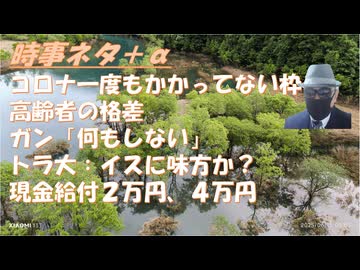 時事ネタ+α
コロナ一度もかかってない枠
高齢者の格差
ガン「何もしない」
トラ大：イスに味方か？
現金給付２万円、４万円
XIAOMI 11T